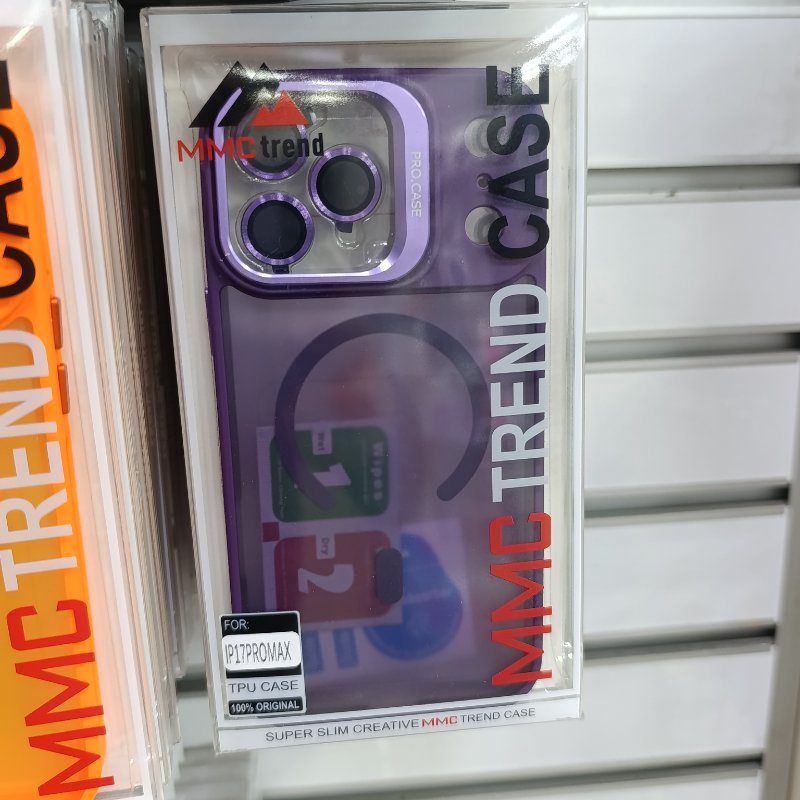 MMC trend
PRO.CASE
MMC TREND CASE
Wipes
Wet
1
Dry
2
FOR:
IP17PROMAX
TPU CASE
100% ORIGINAL
SUPER SLIM CREATIVE MMC TREND CASE
MMC TREND CASE